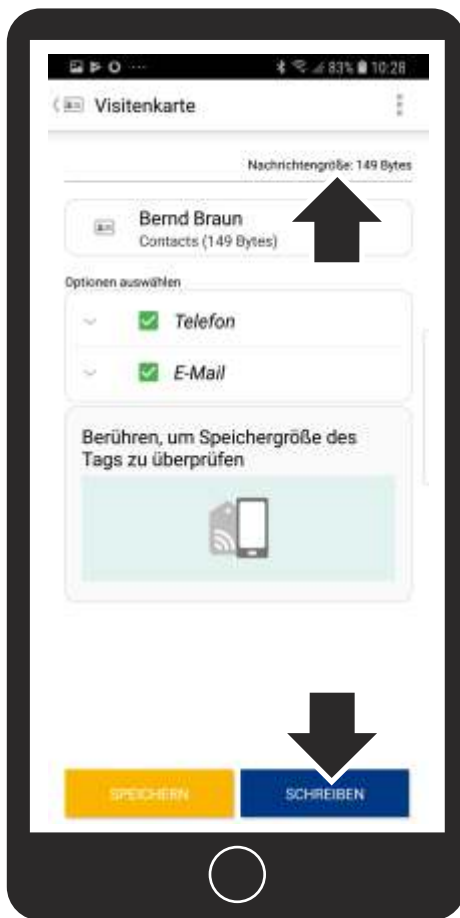 83% 10:28
Visitenkarte
Nachrichtengröße: 149 Bytes
Bernd Braun
Contacts (149 Bytes)
Optionen auswählen
Telefon
E-Mail
Berühren, um Speichergröße des
Tags zu überprüfen
SPEICHERN SCHREIBEN